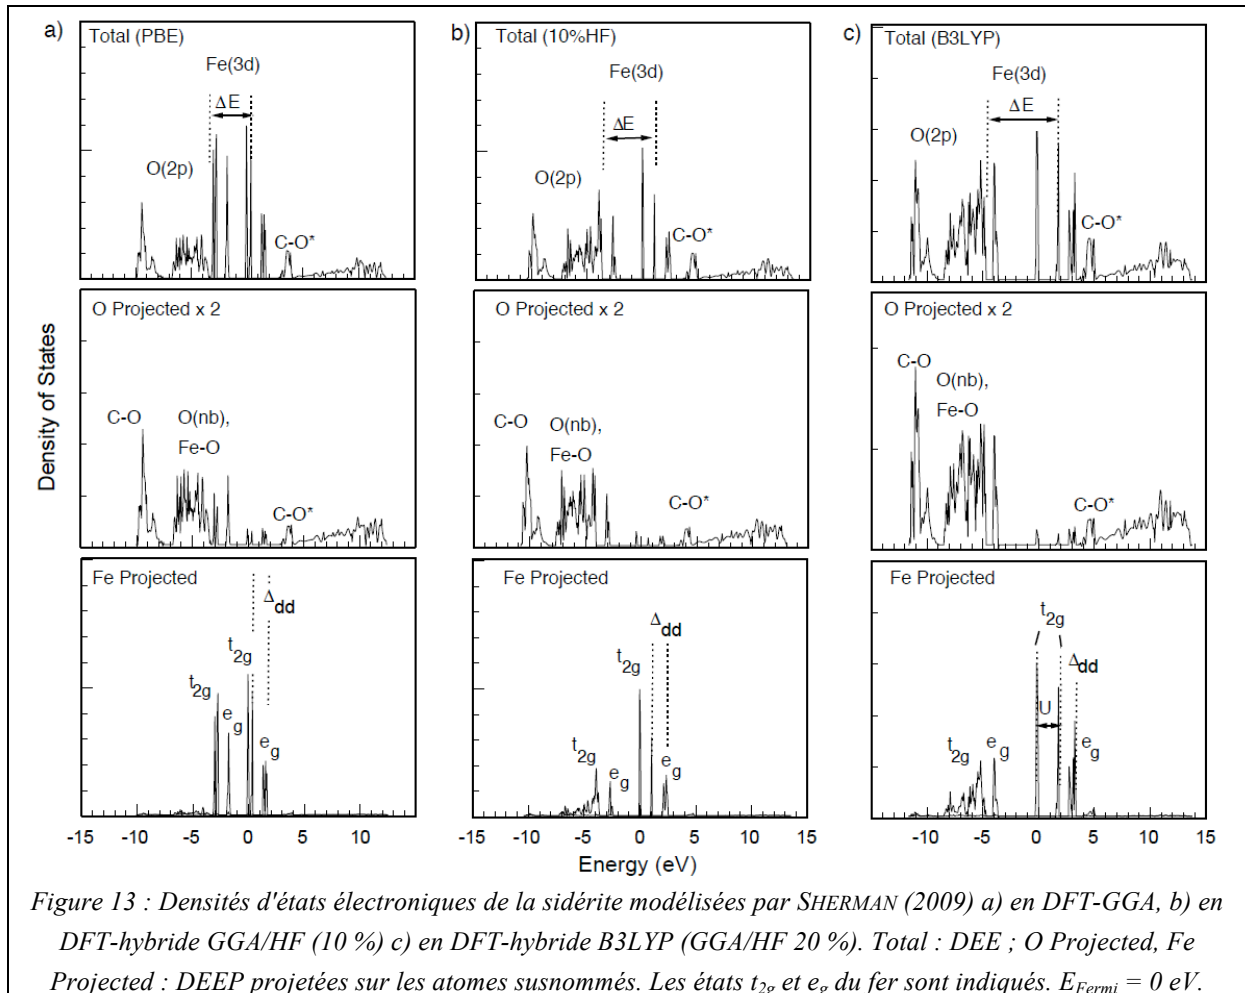 a)
Total (PBE)
Fe(3d)
ΔE
O(2p)
C-O*
b)
Total (10%HF)
Fe(3d)
ΔE
O(2p)
C-O*
c)
Total (B3LYP)
Fe(3d)
ΔE
O(2p)
C-O*
Density of States
O Projected x 2
C-O
O(nb),
Fe-O
C-O*
O Projected x 2
C-O
O(nb),
Fe-O
C-O*
O Projected x 2
C-O
O(nb),
Fe-O
C-O*
Fe Projected
Δdd
t2g
t2g
eg
eg
Fe Projected
Δdd
t2g
t2g
eg
eg
Fe Projected
t2g
Δdd
U
t2g
eg
eg
-15 -10 -5 0 5 10 15
-10 -5 0 5 10 15
-10 -5 0 5 10 15
Energy (eV)
Figure 13 : Densités d'états électroniques de la sidérite modélisées par SHERMAN (2009) a) en DFT-GGA, b) en
DFT-hybride GGA/HF (10 %) c) en DFT-hybride B3LYP (GGA/HF 20 %). Total : DEE ; O Projected, Fe
Projected : DEEP projetées sur les atomes susnommés. Les états t2g et eg du fer sont indiqués. EFermi = 0 eV.